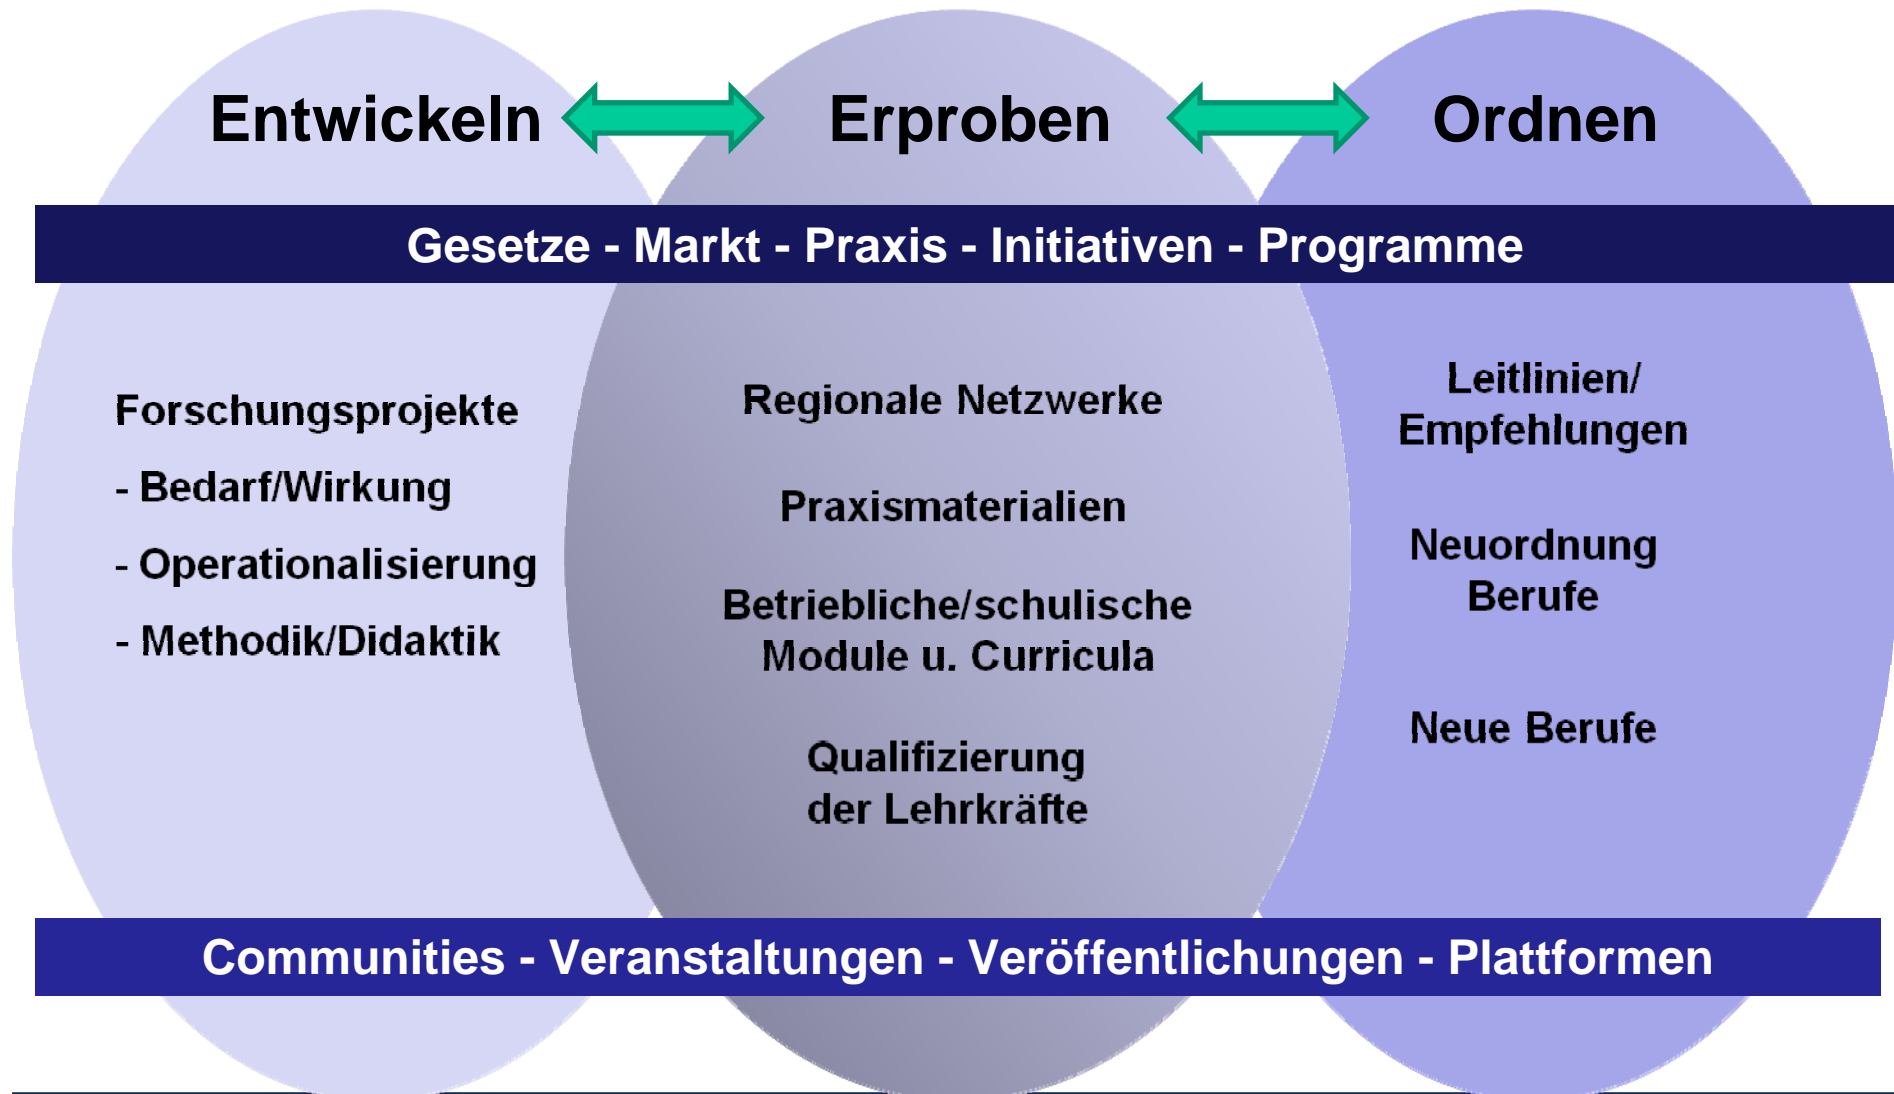 Entwickeln
Erproben
Ordnen
Gesetze - Markt - Praxis - Initiativen - Programme
Forschungsprojekte
- Bedarf/Wirkung
- Operationalisierung
- Methodik/Didaktik
Regionale Netzwerke
Praxismaterialien
Betriebliche/schulische
Module u. Curricula
Qualifizierung
der Lehrkräfte
Leitlinien/
Empfehlungen
Neuordnung
Berufe
Neue Berufe
Communities - Veranstaltungen - Veröffentlichungen - Plattformen